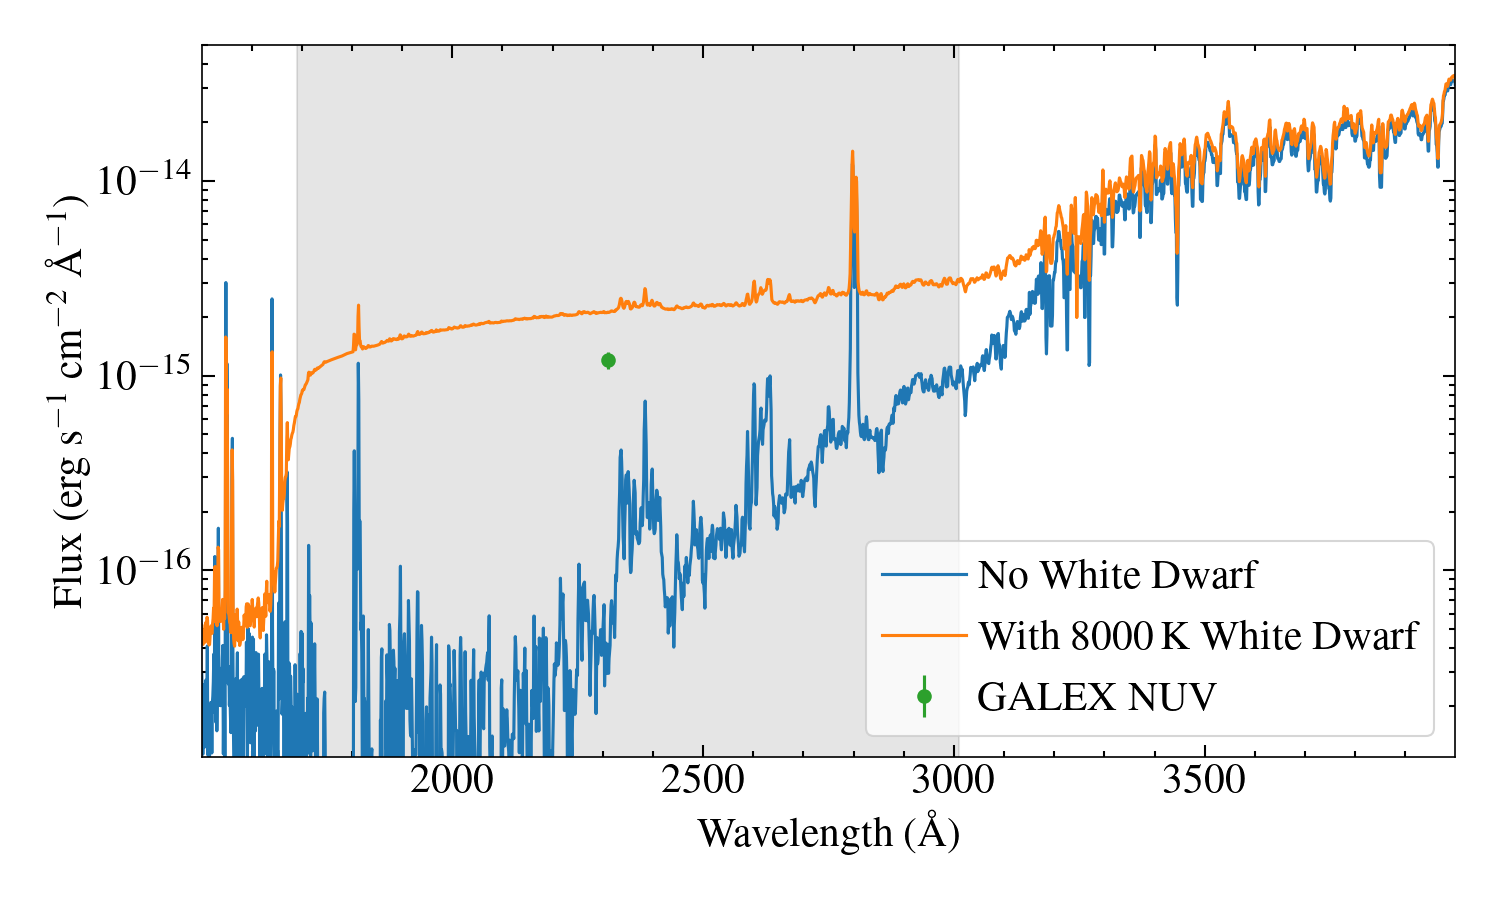 Flux (erg s⁻¹ cm⁻² Å⁻¹)
10⁻¹⁴
10⁻¹⁵
10⁻¹⁶
No White Dwarf
With 8000 K White Dwarf
GALEX NUV
2000 2500 3000 3500
Wavelength (Å)